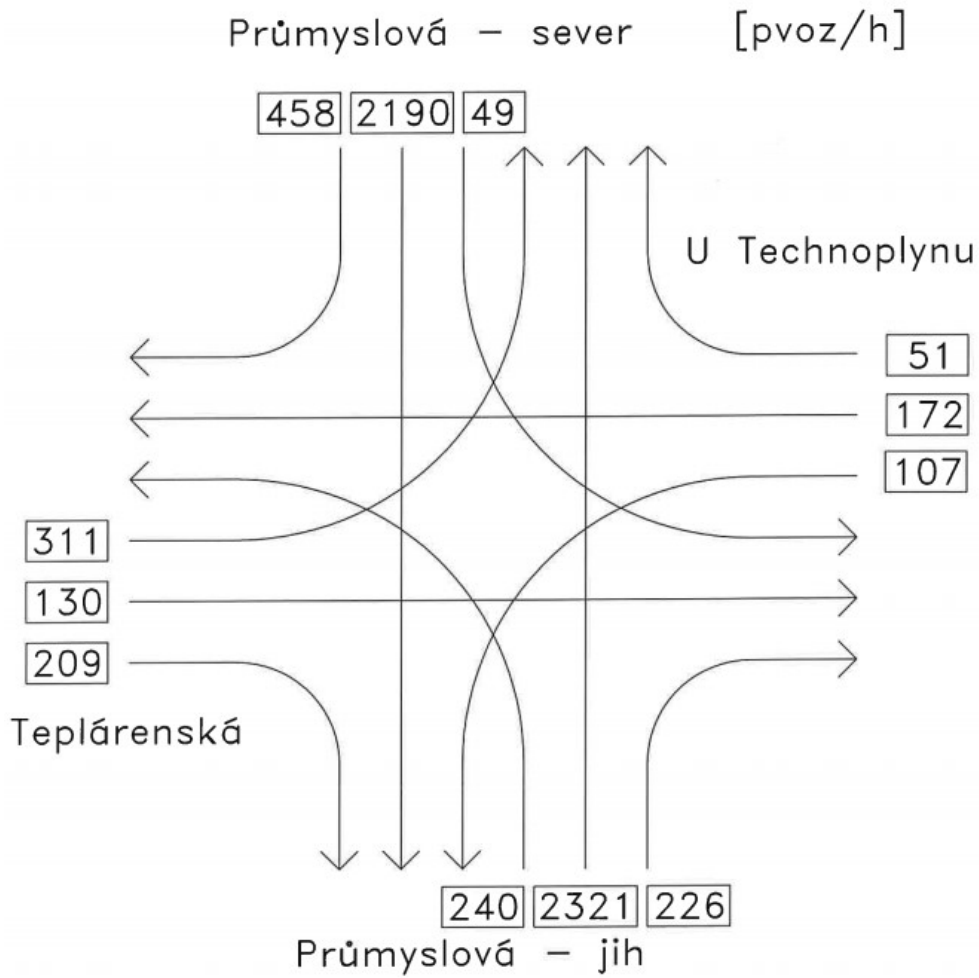 Průmyslová – sever [pvoz/h]
458 2190 49
U Technoplynu
51
172
107
311
130
209
Teplárenská
240 2321 226
Průmyslová – jih